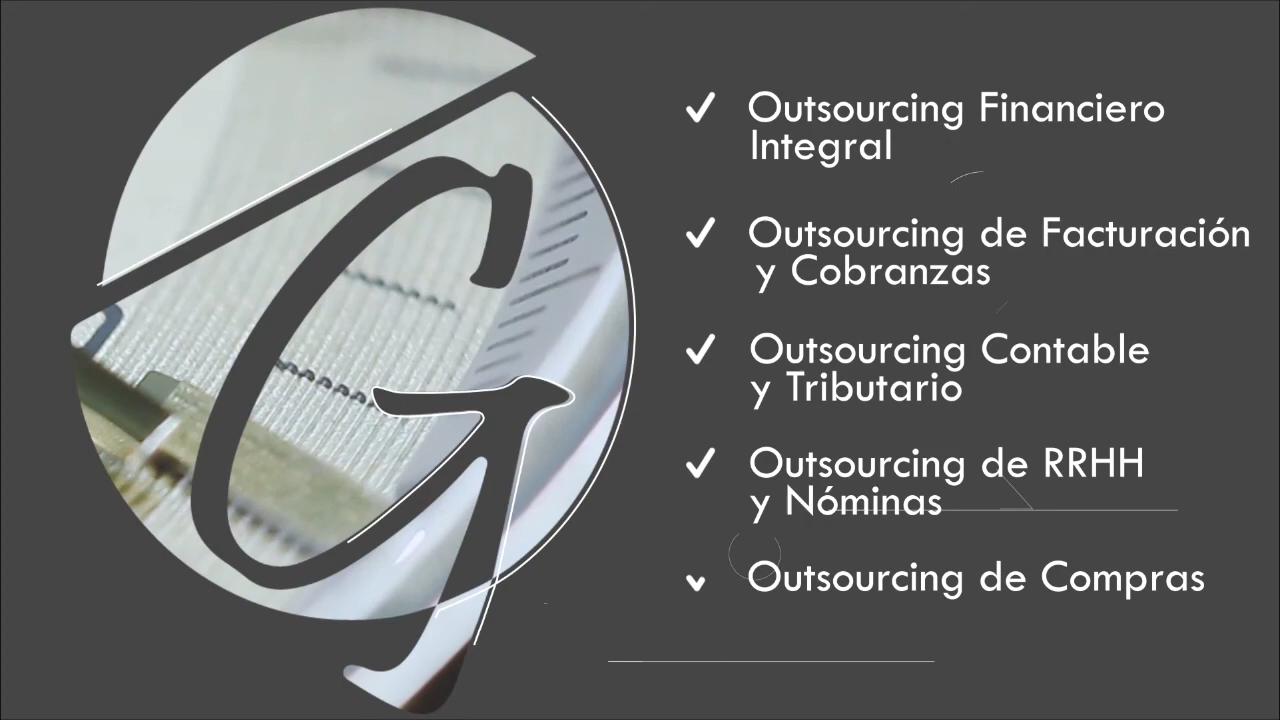 Outsourcing Financiero
Integral
Outsourcing de Facturación
y Cobranzas
Outsourcing Contable
y Tributario
Outsourcing de RRHH
y Nóminas
Outsourcing de Compras